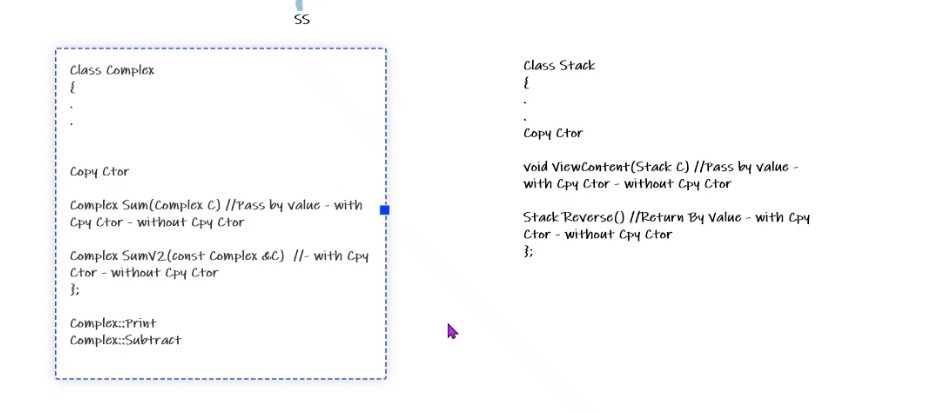 SS
Class Complex
{
.
.
Copy Ctor
Complex Sum(Complex C) //Pass by value - with
Cpy Ctor - without Cpy Ctor
Complex SumV2(const Complex &C) //- with Cpy
Ctor - without Cpy Ctor
};
Complex::Print
Complex::Subtract
Class Stack
{
.
.
Copy Ctor
void ViewContent(Stack C) //Pass by value -
with Cpy Ctor - without Cpy Ctor
Stack Reverse() //Return By Value - with Cpy
Ctor - without Cpy Ctor
};